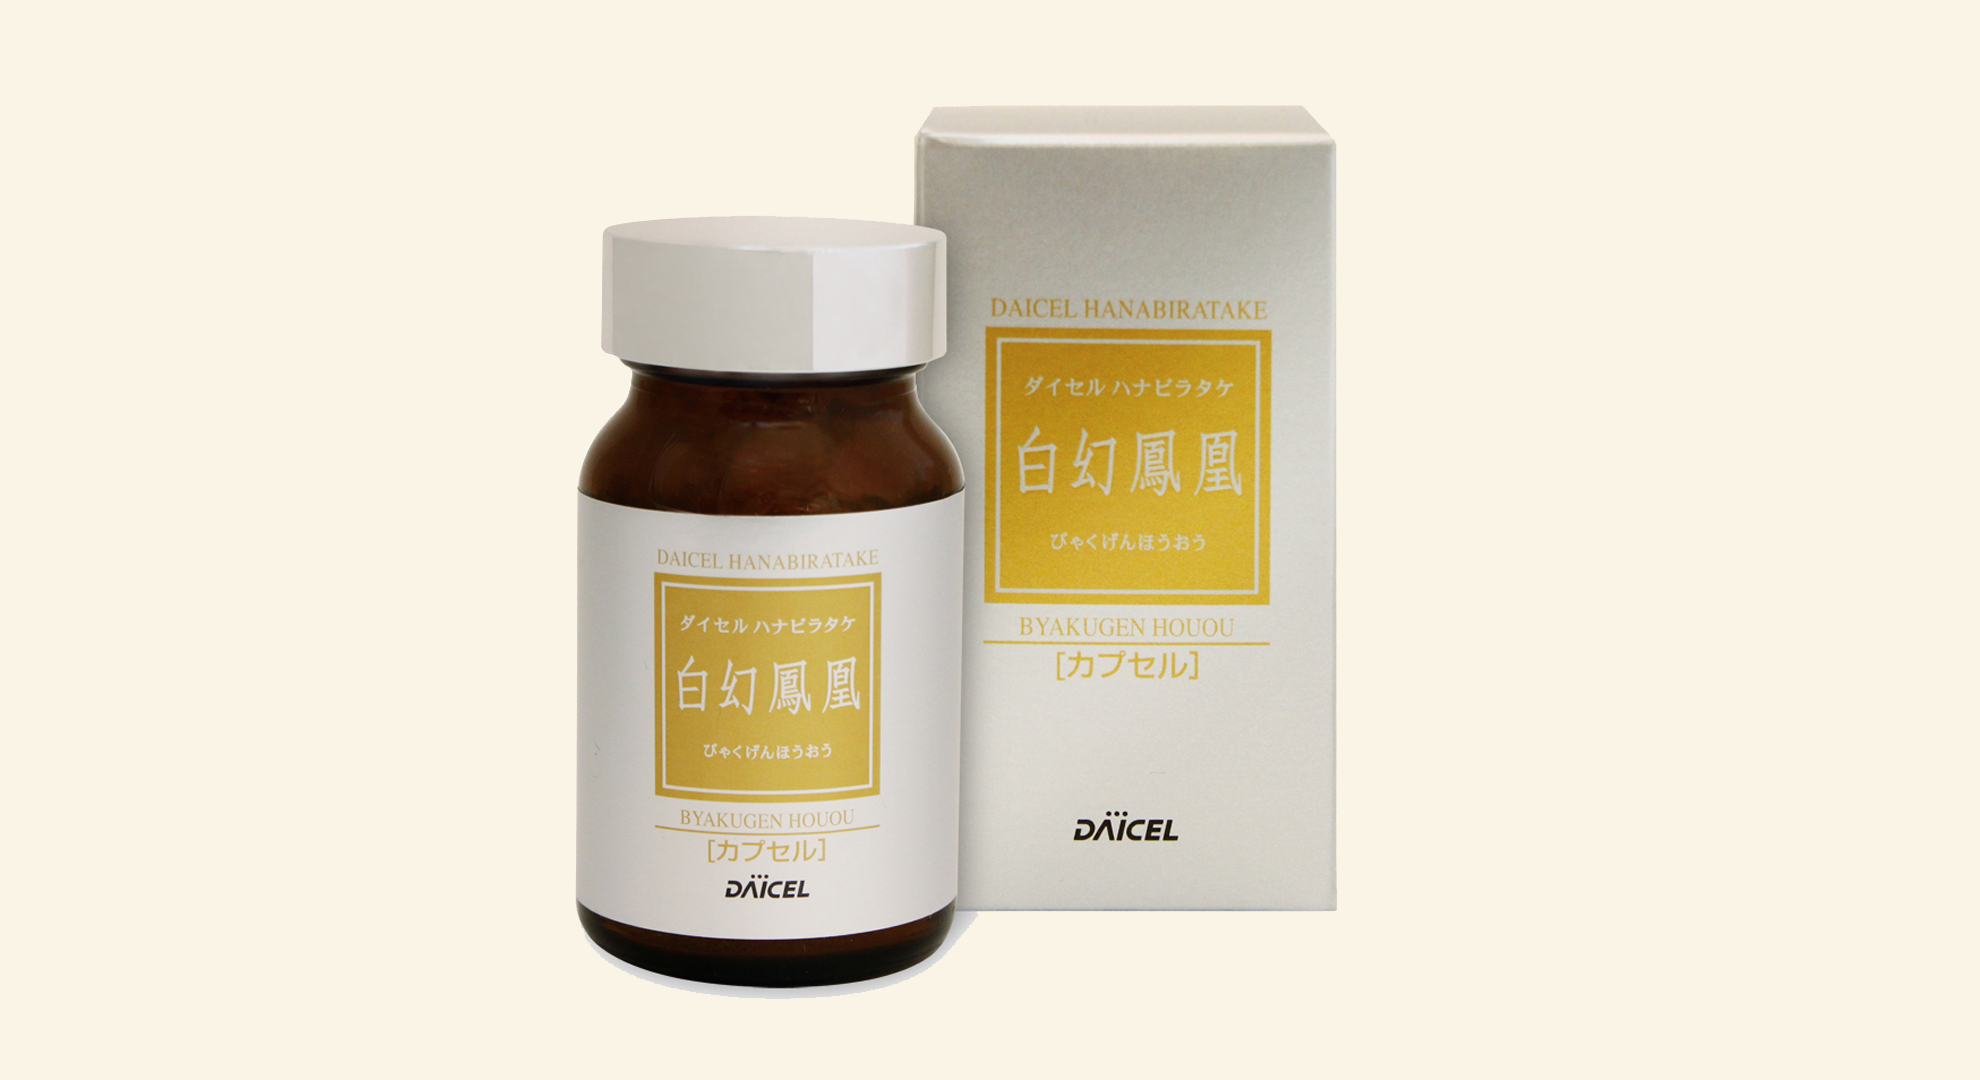 DAICEL HANABIRATAKE
ダイセル ハナビラタケ
白幻鳳凰
びゃくげんほうおう
BYAKUGEN HOUOU
[カプセル]
DAICEL
DAICEL HANABIRATAKE
ダイセル ハナビラタケ
白幻鳳凰
びゃくげんほうおう
BYAKUGEN HOUOU
[カプセル]
DAICEL